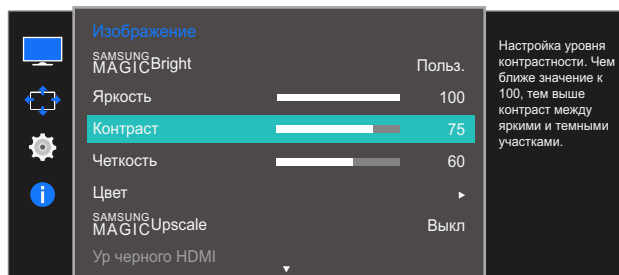 Изображение
SAMSUNG
MAGICBright Польз.
Яркость 100
Контраст 75
Четкость 60
Цвет
SAMSUNG
MAGICUpscale Выкл
Ур черного HDMI
Настройка уровня
контрастности. Чем
ближе значение к
100, тем выше
контраст между
яркими и темными
участками.